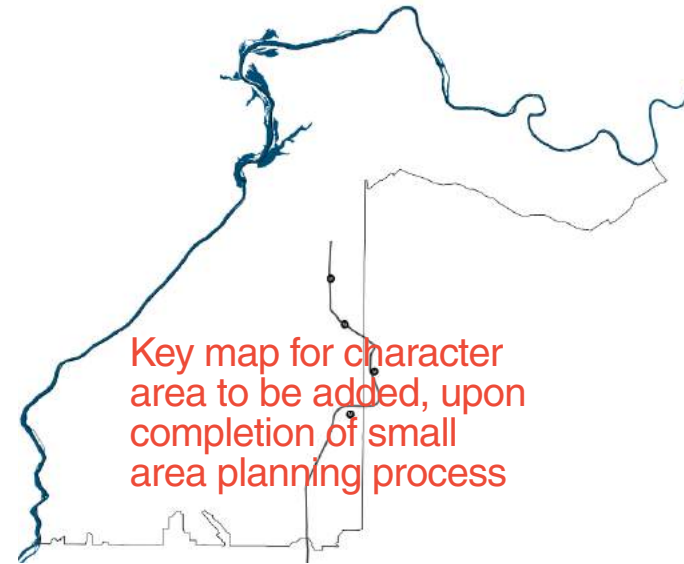 Key map for character
area to be added, upon
completion of small
area planning process